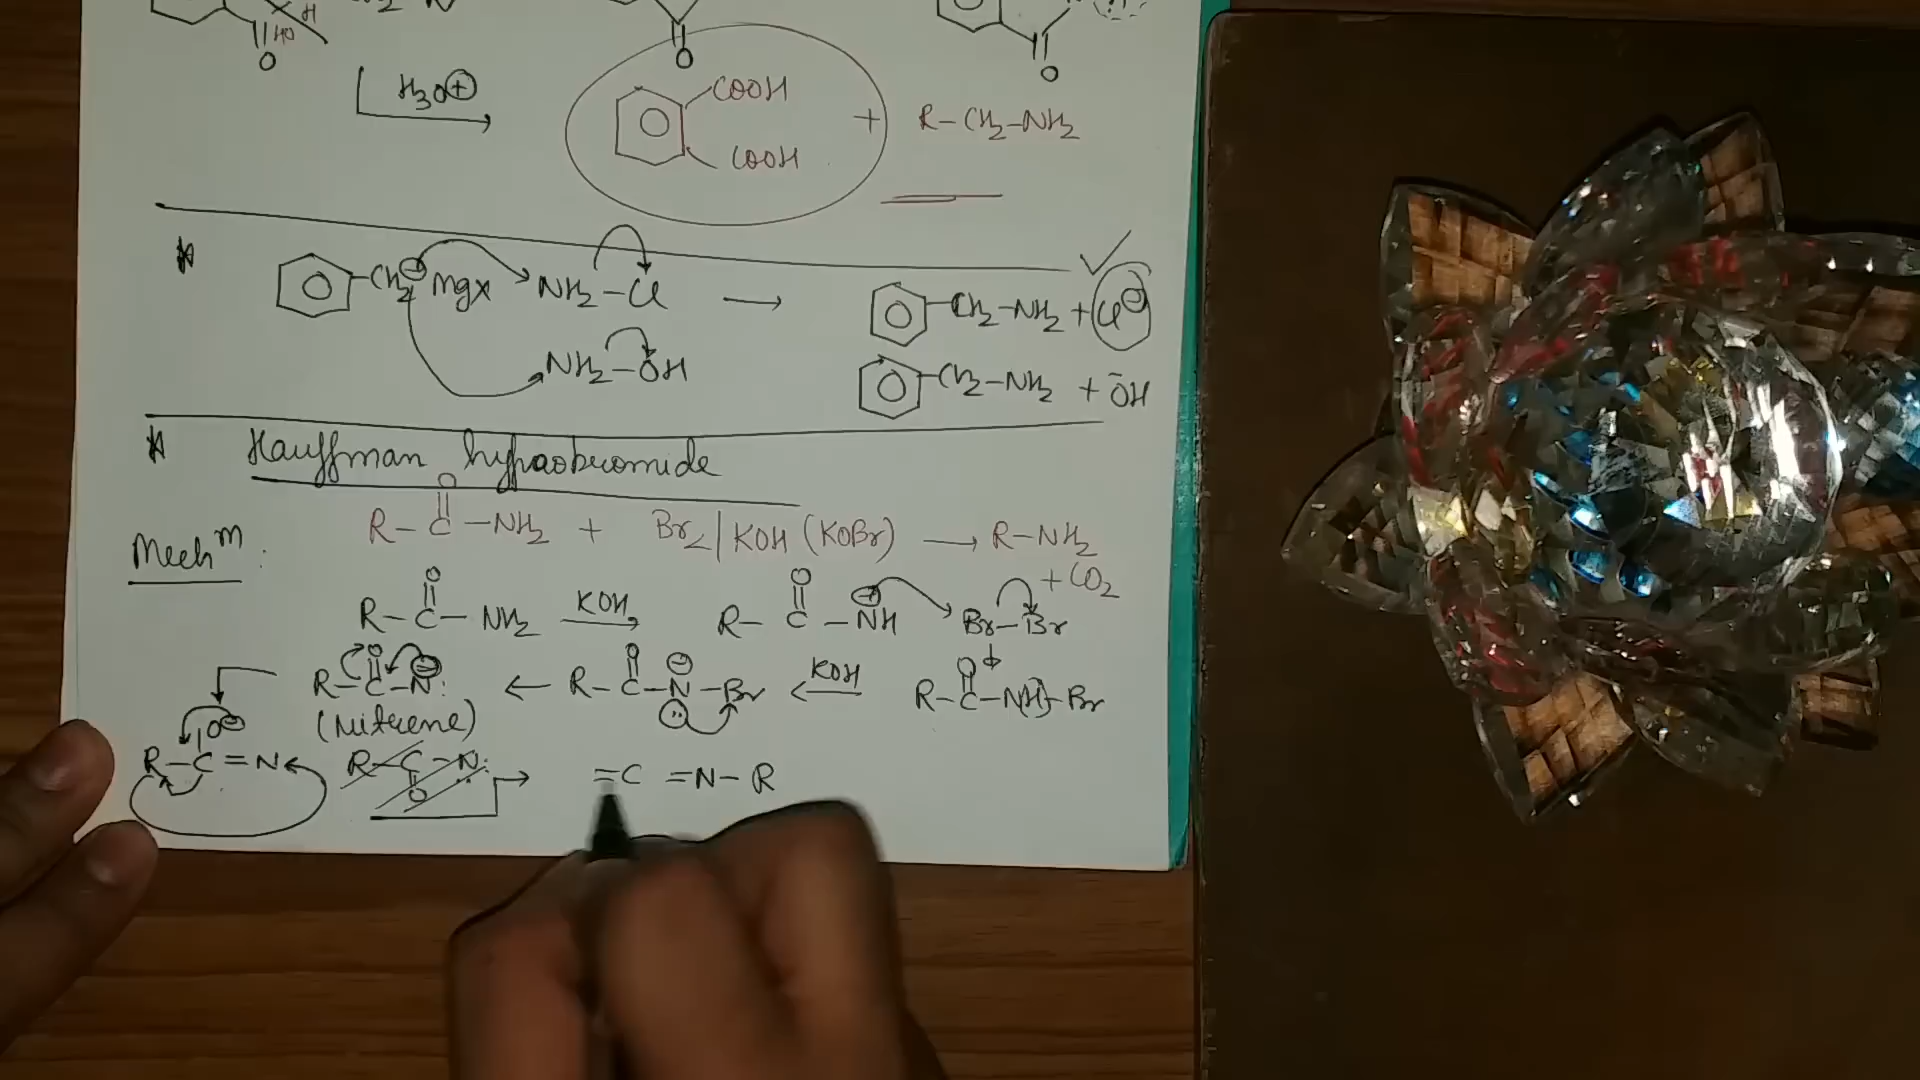 H
HO
O
O
O
H3O⊕
COOH
COOH
+ R-CH2-NH2
* CH2⊖ MgX NH2-Cl → CH2-NH2 + Cl⊖
NH2-OH CH2-NH2 + ŌH
* Hauffman hypobromide
O
R-C-NH2 + Br2|KOH (KOBr) → R-NH2
+ CO2
Mechm :
O O
R-C-NH2 KOH → R-C-NH Br-Br
O O O
R-C-N: ← R-C-N-Br ← KOH R-C-NH-Br
(Nitrene)
O⊖
R-C=N R-C-N: → =C=N-R
O